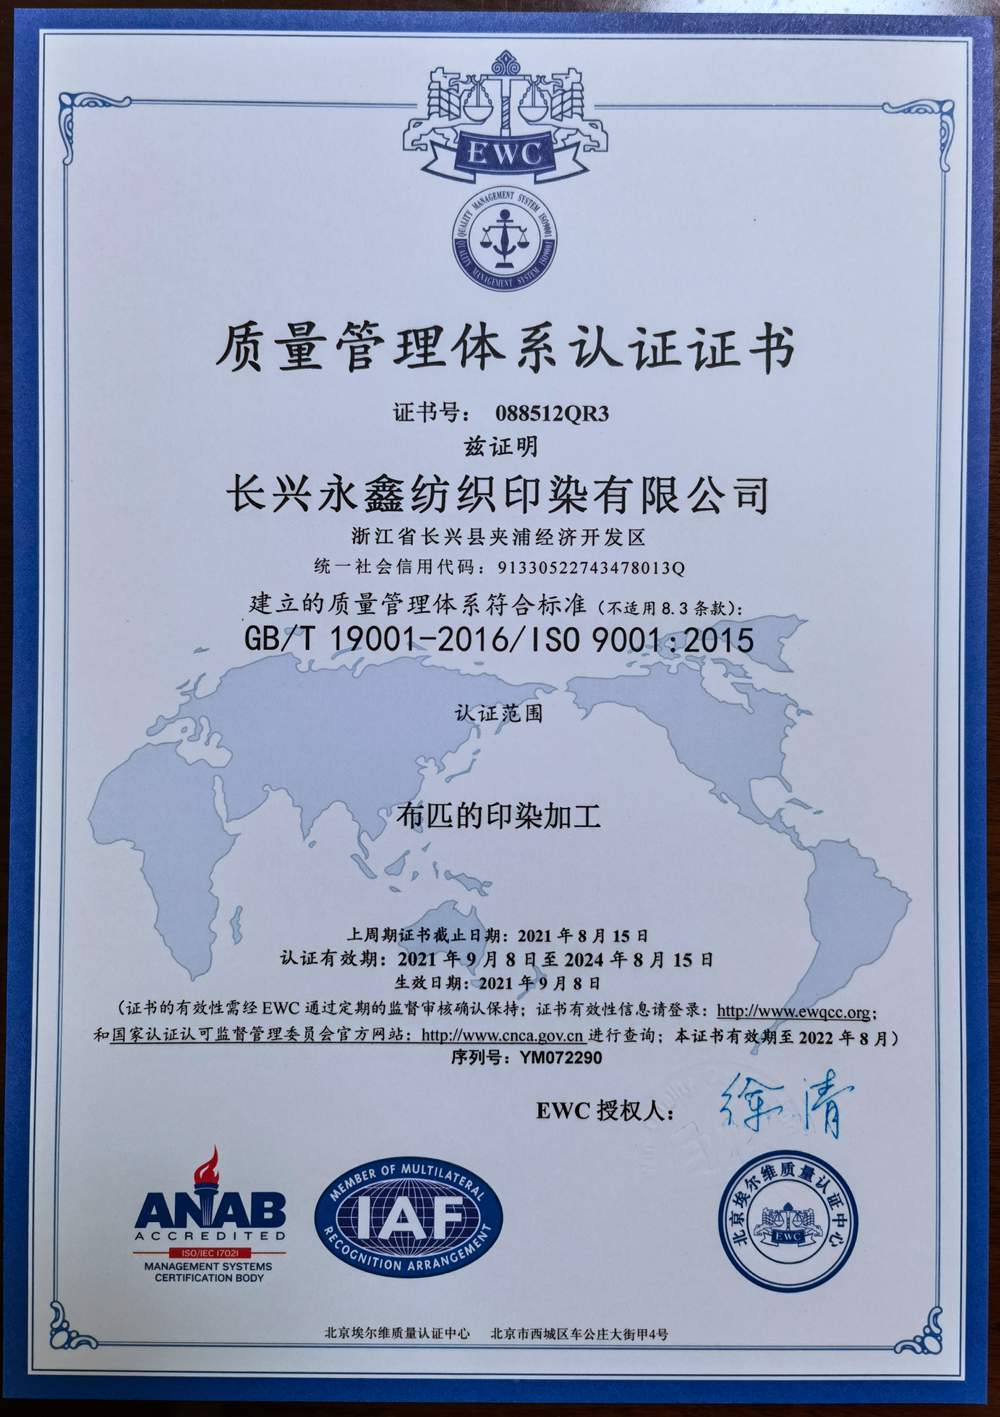 EWC
QUALITY MANAGEMENT SYSTEM ISO9001
QUALITY MANAGEMENT SYSTEM ISO9001
质量管理体系认证证书
证书号： 088512QR3
兹证明
长兴永鑫纺织印染有限公司
浙江省长兴县夹浦经济开发区
统一社会信用代码：91330522743478013Q
建立的质量管理体系符合标准（不适用8.3条款）：
GB/T 19001-2016/ISO 9001:2015
认证范围
布匹的印染加工
上周期证书截止日期：2021年8月15日
认证有效期：2021年9月8日至2024年8月15日
生效日期：2021年9月8日
（证书的有效性需经EWC通过定期的监督审核确认保持；证书有效性信息请登录：http://www.ewqcc.org；
和国家认证认可监督管理委员会官方网站：http://www.cnca.gov.cn进行查询；本证书有效期至2022年8月）
序列号：YM072290
EWC授权人：
徐清
ANAB
ACCREDITED
ISO/IEC 17021
MANAGEMENT SYSTEMS
CERTIFICATION BODY
MEMBER OF MULTILATERAL
IAF
RECOGNITION ARRANGEMENT
北京埃尔维质量认证中心
EWC
北京埃尔维质量认证中心 北京市西城区车公庄大街甲4号